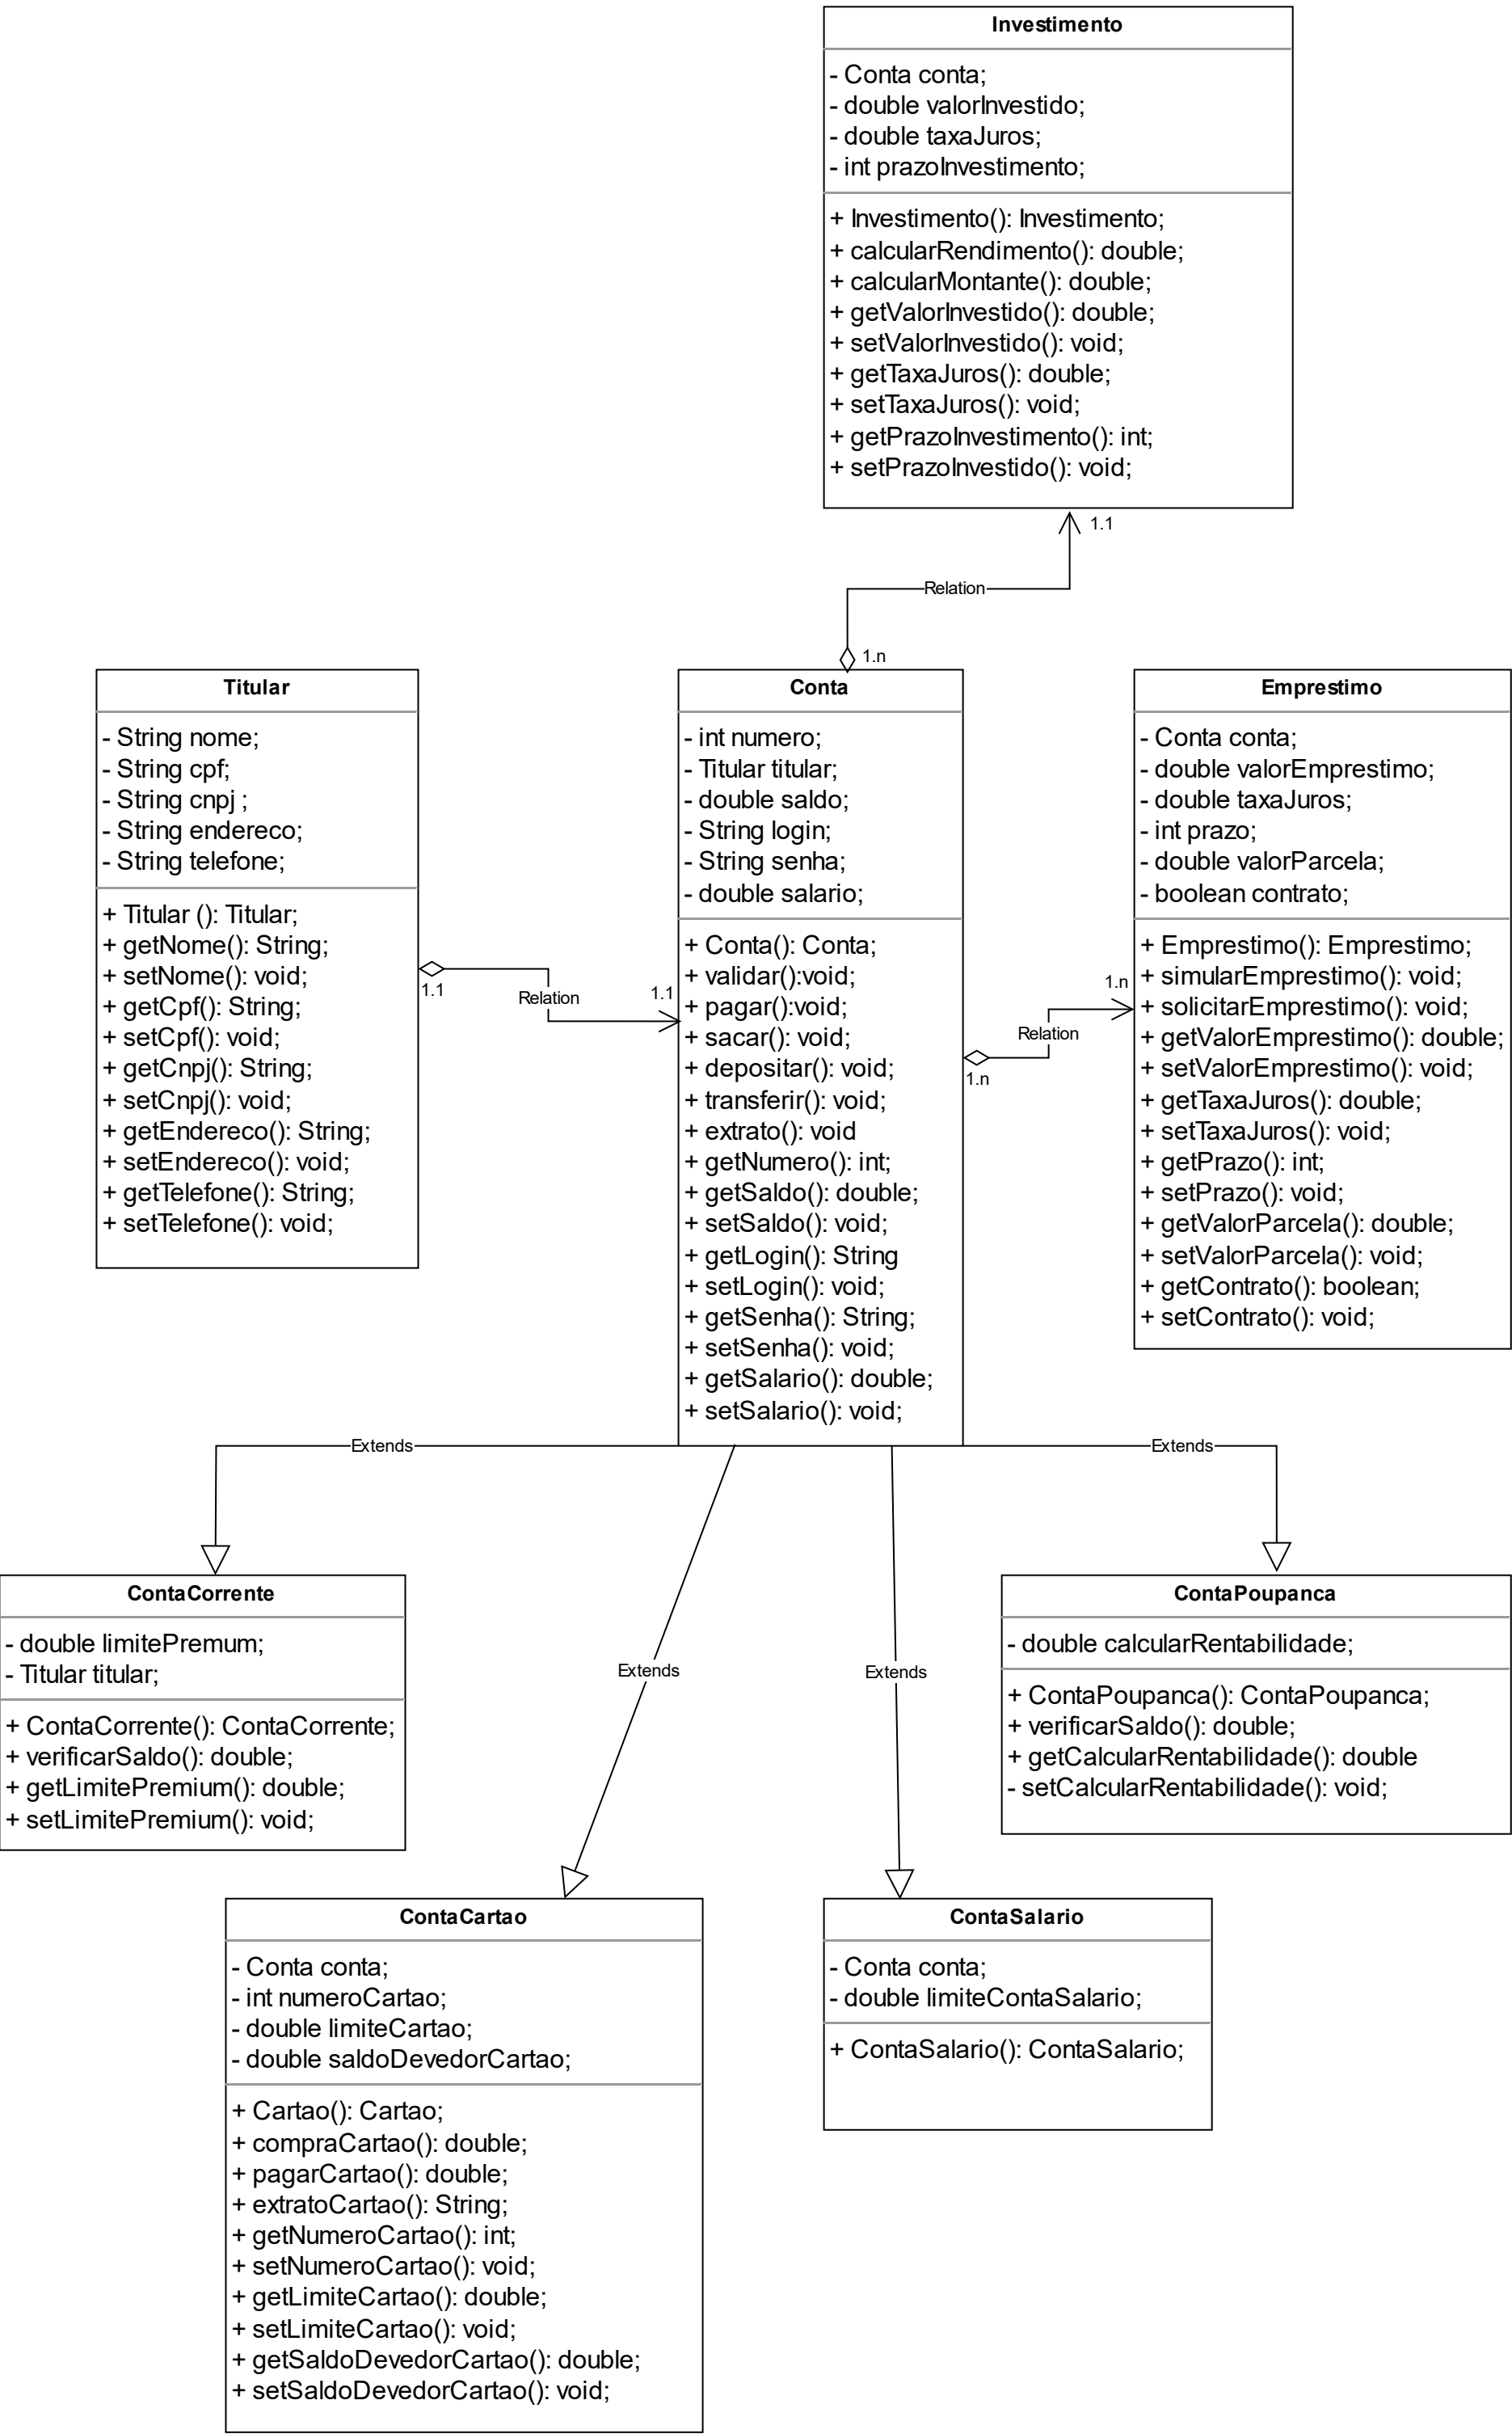 Investimento
- Conta conta;
- double valorInvestido;
- double taxaJuros;
- int prazoInvestimento;
+ Investimento(): Investimento;
+ calcularRendimento(): double;
+ calcularMontante(): double;
+ getValorInvestido(): double;
+ setValorInvestido(): void;
+ getTaxaJuros(): double;
+ setTaxaJuros(): void;
+ getPrazoInvestimento(): int;
+ setPrazoInvestido(): void;
1.1
Relation
1.n
Titular
- String nome;
- String cpf;
- String cnpj ;
- String endereco;
- String telefone;
+ Titular (): Titular;
+ getNome(): String;
+ setNome(): void;
+ getCpf(): String;
+ setCpf(): void;
+ getCnpj(): String;
+ setCnpj(): void;
+ getEndereco(): String;
+ setEndereco(): void;
+ getTelefone(): String;
+ setTelefone(): void;
1.1
Relation
1.1
Conta
- int numero;
- Titular titular;
- double saldo;
- String login;
- String senha;
- double salario;
+ Conta(): Conta;
+ validar():void;
+ pagar():void;
+ sacar(): void;
+ depositar(): void;
+ transferir(): void;
+ extrato(): void
+ getNumero(): int;
+ getSaldo(): double;
+ setSaldo(): void;
+ getLogin(): String
+ setLogin(): void;
+ getSenha(): String;
+ setSenha(): void;
+ getSalario(): double;
+ setSalario(): void;
1.n
Relation
1.n
Emprestimo
- Conta conta;
- double valorEmprestimo;
- double taxaJuros;
- int prazo;
- double valorParcela;
- boolean contrato;
+ Emprestimo(): Emprestimo;
+ simularEmprestimo(): void;
+ solicitarEmprestimo(): void;
+ getValorEmprestimo(): double;
+ setValorEmprestimo(): void;
+ getTaxaJuros(): double;
+ setTaxaJuros(): void;
+ getPrazo(): int;
+ setPrazo(): void;
+ getValorParcela(): double;
+ setValorParcela(): void;
+ getContrato(): boolean;
+ setContrato(): void;
Extends
Extends
Extends
Extends
ContaCorrente
- double limitePremum;
- Titular titular;
+ ContaCorrente(): ContaCorrente;
+ verificarSaldo(): double;
+ getLimitePremium(): double;
+ setLimitePremium(): void;
ContaPoupanca
- double calcularRentabilidade;
+ ContaPoupanca(): ContaPoupanca;
+ verificarSaldo(): double;
+ getCalcularRentabilidade(): double
- setCalcularRentabilidade(): void;
ContaCartao
- Conta conta;
- int numeroCartao;
- double limiteCartao;
- double saldoDevedorCartao;
+ Cartao(): Cartao;
+ compraCartao(): double;
+ pagarCartao(): double;
+ extratoCartao(): String;
+ getNumeroCartao(): int;
+ setNumeroCartao(): void;
+ getLimiteCartao(): double;
+ setLimiteCartao(): void;
+ getSaldoDevedorCartao(): double;
+ setSaldoDevedorCartao(): void;
ContaSalario
- Conta conta;
- double limiteContaSalario;
+ ContaSalario(): ContaSalario;